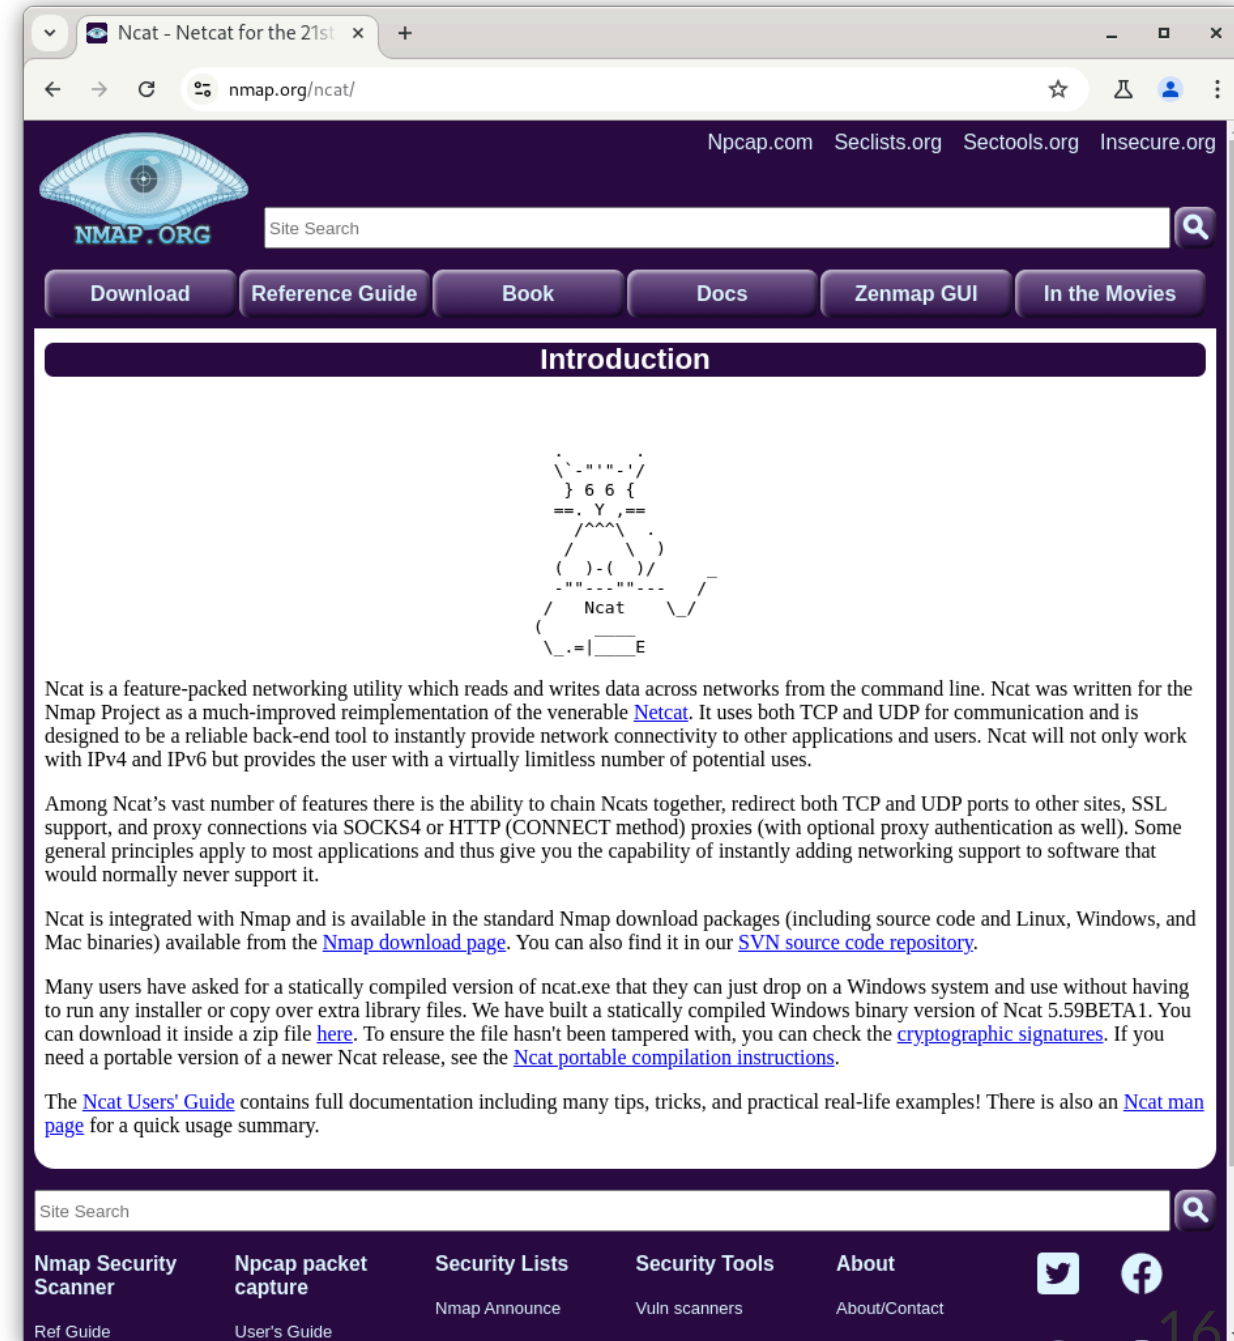 Ncat - Netcat for the 21st
nmap.org/ncat/
Npcap.com Seclists.org Sectools.org Insecure.org
NMAP.ORG
Site Search
Download Reference Guide Book Docs Zenmap GUI In the Movies
Introduction
  .       .
  \`-"'"-'/
   } 6 6 {
  ==. Y ,==
    /^^^\  .
   /     \  )
  (  )-(  )/     _
  -""---""---   /
 /   Ncat    \_/
(     ____
 \_.=|____E
Ncat is a feature-packed networking utility which reads and writes data across networks from the command line. Ncat was written for the
Nmap Project as a much-improved reimplementation of the venerable Netcat. It uses both TCP and UDP for communication and is
designed to be a reliable back-end tool to instantly provide network connectivity to other applications and users. Ncat will not only work
with IPv4 and IPv6 but provides the user with a virtually limitless number of potential uses.
Among Ncat’s vast number of features there is the ability to chain Ncats together, redirect both TCP and UDP ports to other sites, SSL
support, and proxy connections via SOCKS4 or HTTP (CONNECT method) proxies (with optional proxy authentication as well). Some
general principles apply to most applications and thus give you the capability of instantly adding networking support to software that
would normally never support it.
Ncat is integrated with Nmap and is available in the standard Nmap download packages (including source code and Linux, Windows, and
Mac binaries) available from the Nmap download page. You can also find it in our SVN source code repository.
Many users have asked for a statically compiled version of ncat.exe that they can just drop on a Windows system and use without having
to run any installer or copy over extra library files. We have built a statically compiled Windows binary version of Ncat 5.59BETA1. You
can download it inside a zip file here. To ensure the file hasn't been tampered with, you can check the cryptographic signatures. If you
need a portable version of a newer Ncat release, see the Ncat portable compilation instructions.
The Ncat Users' Guide contains full documentation including many tips, tricks, and practical real-life examples! There is also an Ncat man
page for a quick usage summary.
Site Search
Nmap Security Scanner
Ref Guide
Npcap packet capture
User's Guide
Security Lists
Nmap Announce
Security Tools
Vuln scanners
About
About/Contact
16